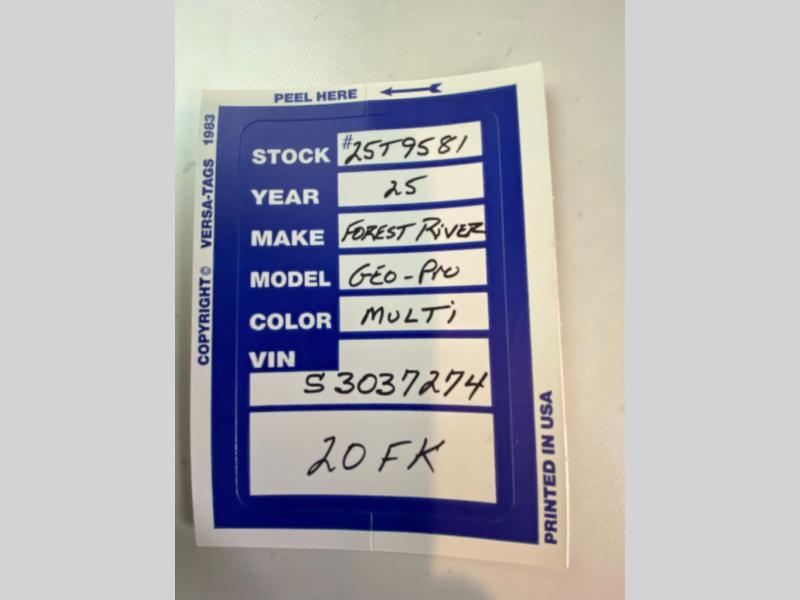 PEEL HERE
COPYRIGHT © VERSA-TAGS 1983
STOCK #25T9581
YEAR 25
MAKE FOREST RIVER
MODEL GEO-PRO
COLOR MULTi
VIN
S3037274
20FK
PRINTED IN USA